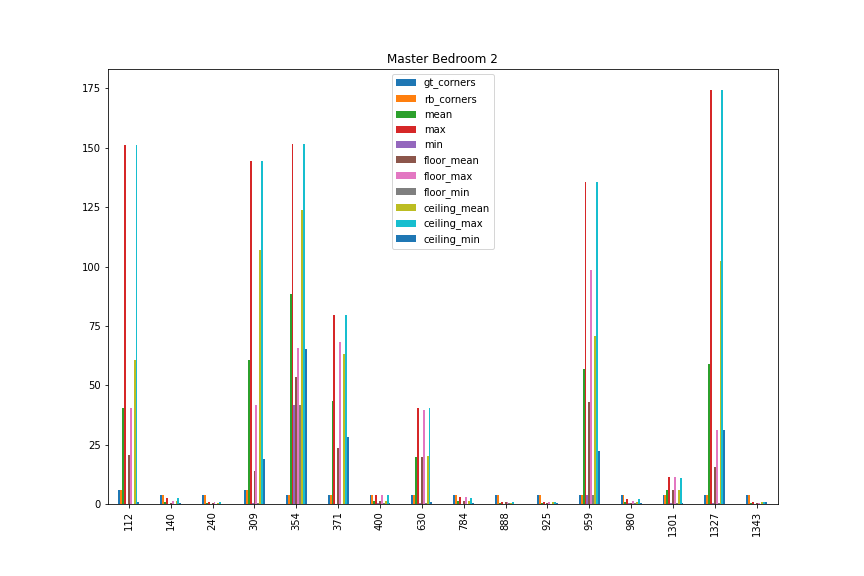 Master Bedroom 2
175
150
125
100
75
50
25
0
gt_corners
rb_corners
mean
max
min
floor_mean
floor_max
floor_min
ceiling_mean
ceiling_max
ceiling_min
112
140
240
309
354
371
400
630
784
888
925
959
980
1301
1327
1343